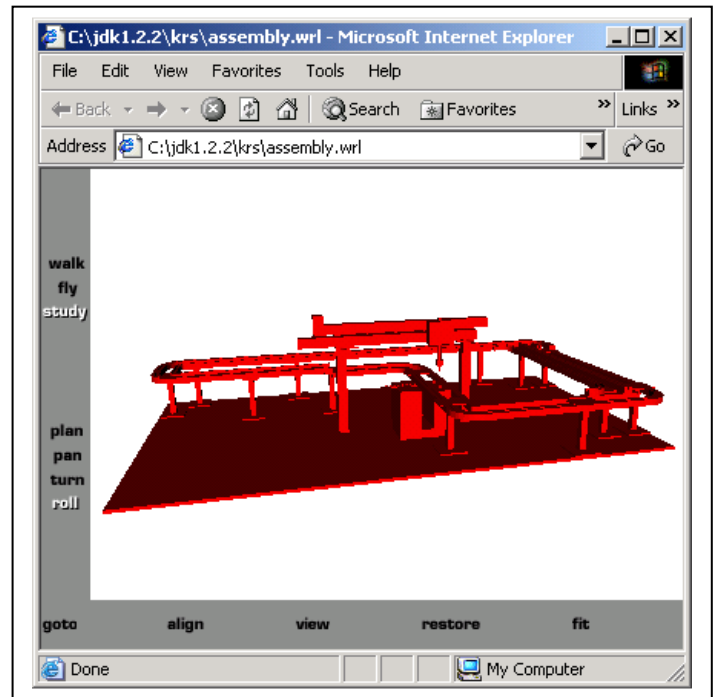 C:\jdk1.2.2\krs\assembly.wrl - Microsoft Internet Explorer
File Edit View Favorites Tools Help
Back Search Favorites » Links »
Address C:\jdk1.2.2\krs\assembly.wrl Go
walk
fly
study
plan
pan
turn
roll
goto align view restore fit
Done My Computer